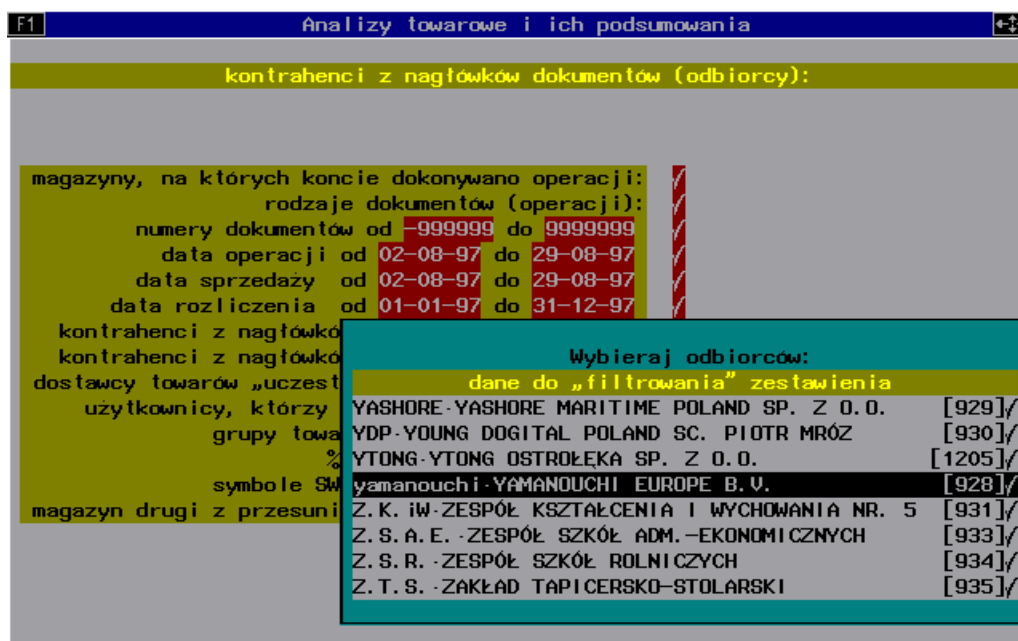 F1 Analizy towarowe i ich podsumowania
kontrahenci z nagłówków dokumentów (odbiorcy):
magazyny, na których koncie dokonywano operacji: √
rodzaje dokumentów (operacji): √
numery dokumentów od -999999 do 9999999 √
data operacji od 02-08-97 do 29-08-97 √
data sprzedaży od 02-08-97 do 29-08-97 √
data rozliczenia od 01-01-97 do 31-12-97 √
kontrahenci z nagłówkó
kontrahenci z nagłówkó
dostawcy towarów „uczest
użytkownicy, którzy
grupy towa
%
symbole SW
magazyn drugi z przesuni
Wybieraj odbiorców:
dane do „filtrowania” zestawienia
YASHORE·YASHORE MARITIME POLAND SP. Z O.O. [929]√
YDP·YOUNG DOGITAL POLAND SC. PIOTR MRÓZ [930]√
YTONG·YTONG OSTROŁĘKA SP. Z O.O. [1205]√
yamanouchi·YAMANOUCHI EUROPE B.V. [928]√
Z.K.iW·ZESPÓŁ KSZTAŁCENIA I WYCHOWANIA NR. 5 [931]√
Z.S.A.E.·ZESPÓŁ SZKÓŁ ADM.-EKONOMICZNYCH [933]√
Z.S.R.·ZESPÓŁ SZKÓŁ ROLNICZYCH [934]√
Z.T.S.·ZAKŁAD TAPICERSKO-STOLARSKI [935]√